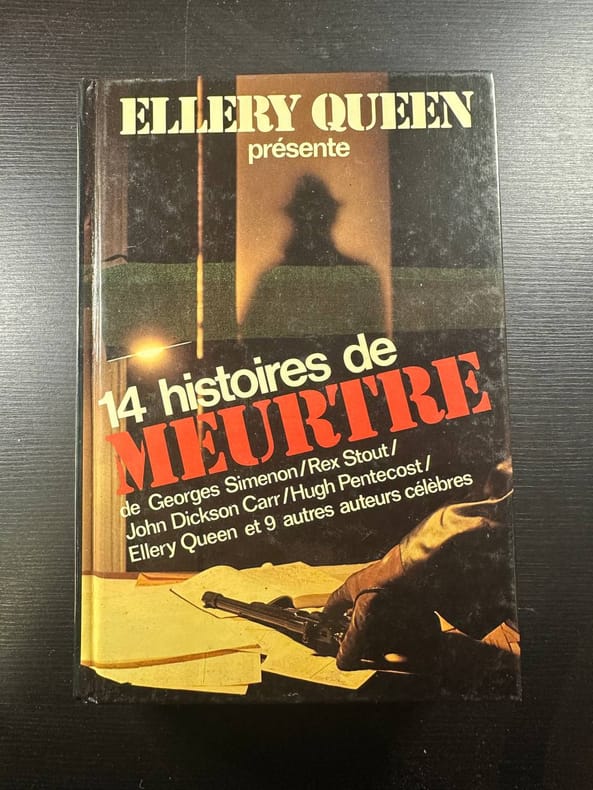 ELLERY QUEEN
présente
14 histoires de
MEURTRE
de Georges Simenon/Rex Stout/
John Dickson Carr/Hugh Pentecost/
Ellery Queen et 9 autres auteurs célèbres